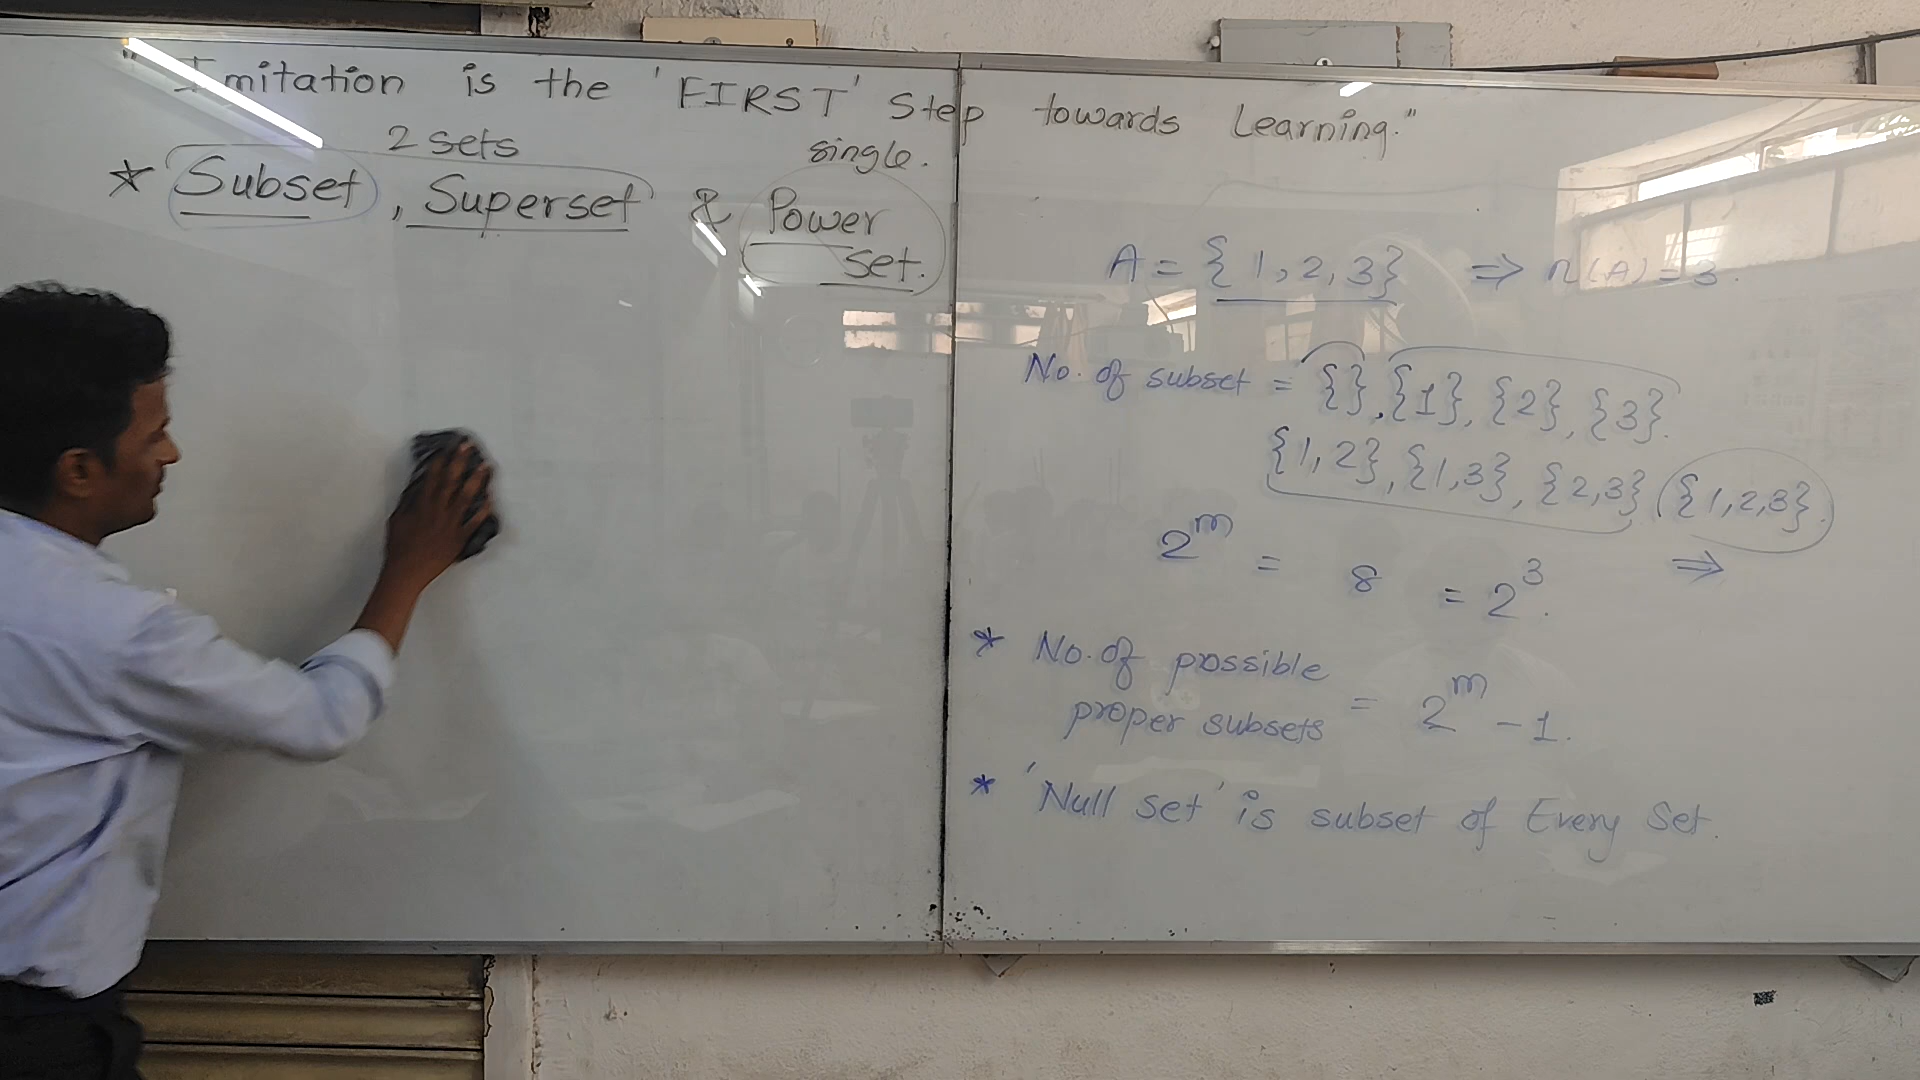 "Imitation is the 'FIRST' Step towards Learning."
2 sets single.
* Subset, Superset & Power
set.
A = {1,2,3} ⇒ n(A) = 3.
No. of subset = {}, {1}, {2}, {3}.
{1,2}, {1,3}, {2,3} {1,2,3}.
2^m = 8 = 2^3. ⇒
* No. of possible
proper subsets = 2^m - 1.
* 'Null set' is subset of Every Set.